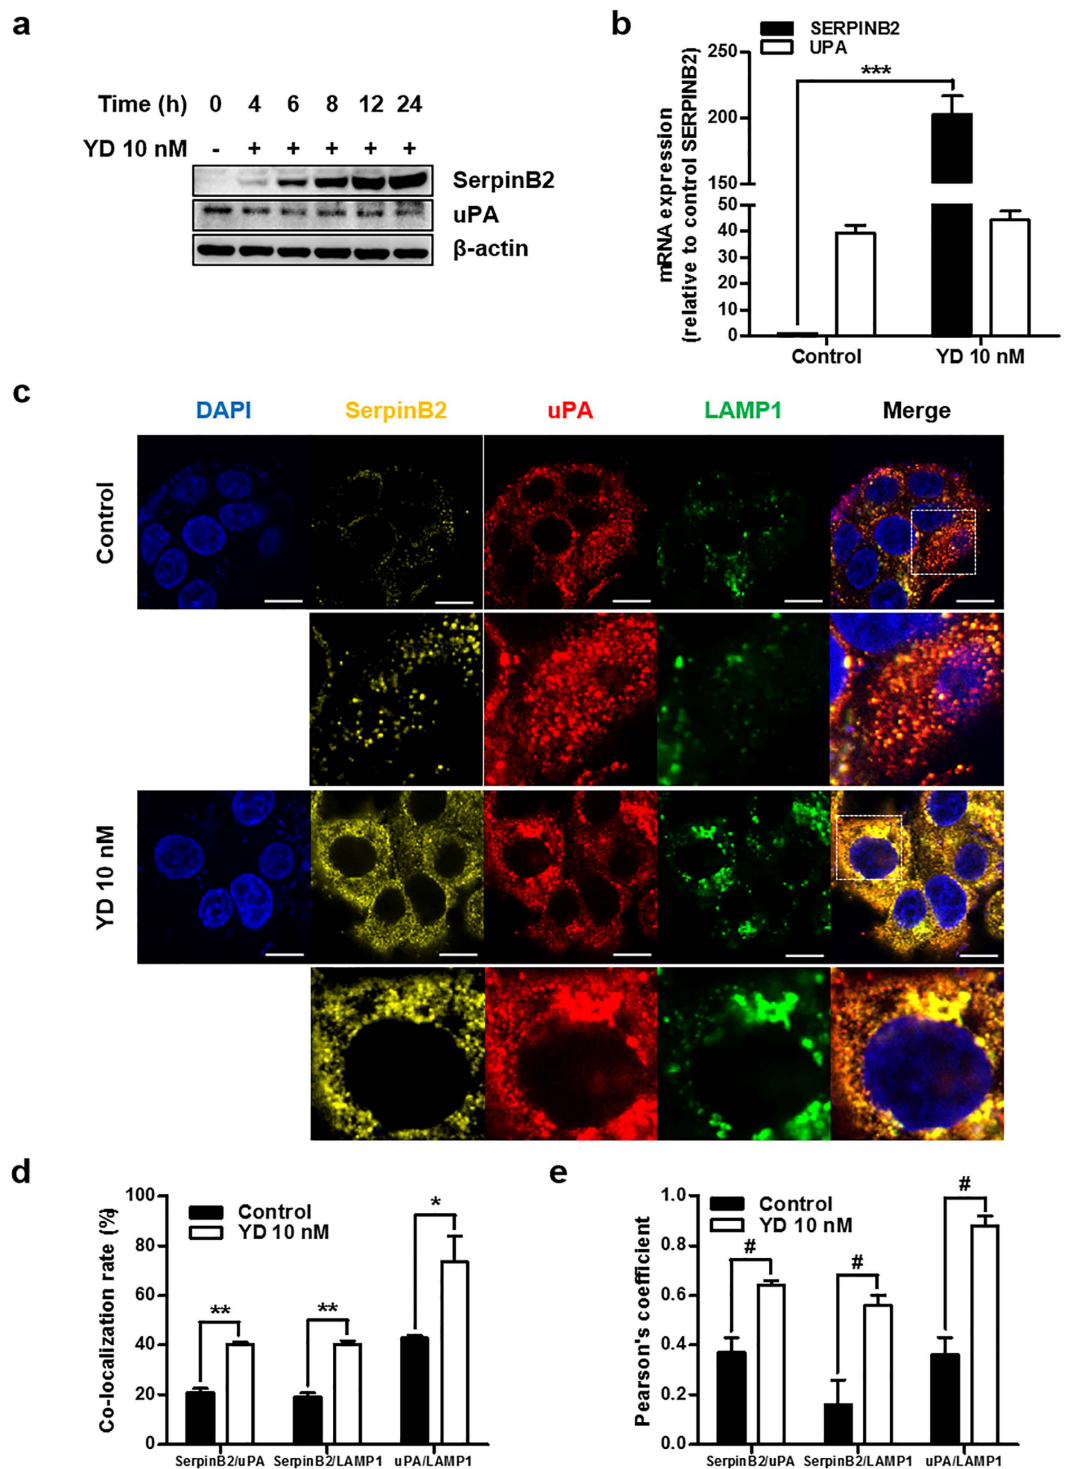 a
Time (h) 0 4 6 8 12 24
YD 10 nM - + + + + +
SerpinB2
uPA
β-actin
b
SERPINB2
UPA
mRNA expression
(relative to control SERPINB2)
250
200
150
50
40
30
20
10
0
***
Control YD 10 nM
c
DAPI SerpinB2 uPA LAMP1 Merge
Control
YD 10 nM
d
Co-localization rate (%)
100
80
60
40
20
0
Control
YD 10 nM
** ** *
SerpinB2/uPA SerpinB2/LAMP1 uPA/LAMP1
e
Pearson's coefficient
1.0
0.8
0.6
0.4
0.2
0.0
Control
YD 10 nM
# # #
SerpinB2/uPA SerpinB2/LAMP1 uPA/LAMP1